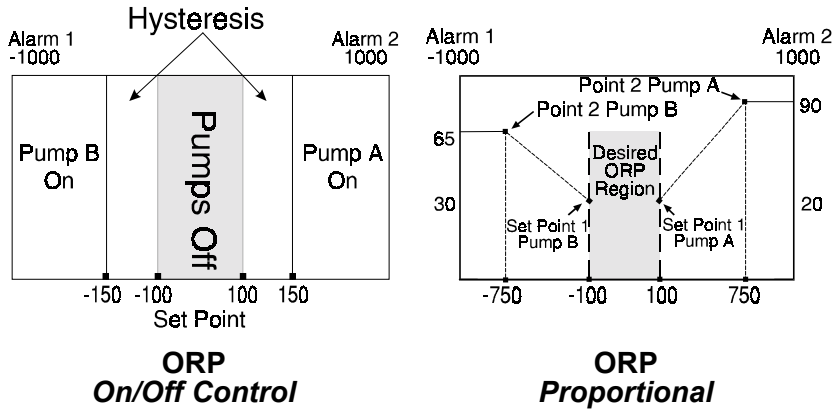 Hysteresis
Alarm 1
-1000
Alarm 2
1000
Pump B
On
Pumps Off
Pump A
On
-150 -100 100 150
Set Point
ORP
On/Off Control
Alarm 1
-1000
Alarm 2
1000
Point 2 Pump A
Point 2 Pump B
65
90
Desired
ORP
Region
30
20
Set Point 1
Pump B
Set Point 1
Pump A
-750 -100 100 750
ORP
Proportional